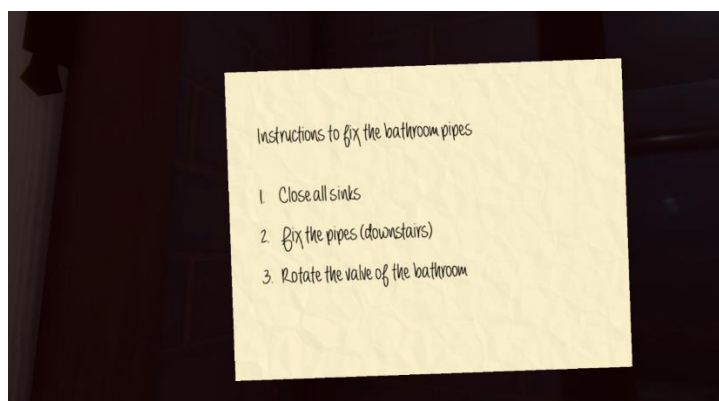 Instructions to fix the bathroom pipes
1. Close all sinks
2. Fix the pipes (downstairs)
3. Rotate the valve of the bathroom